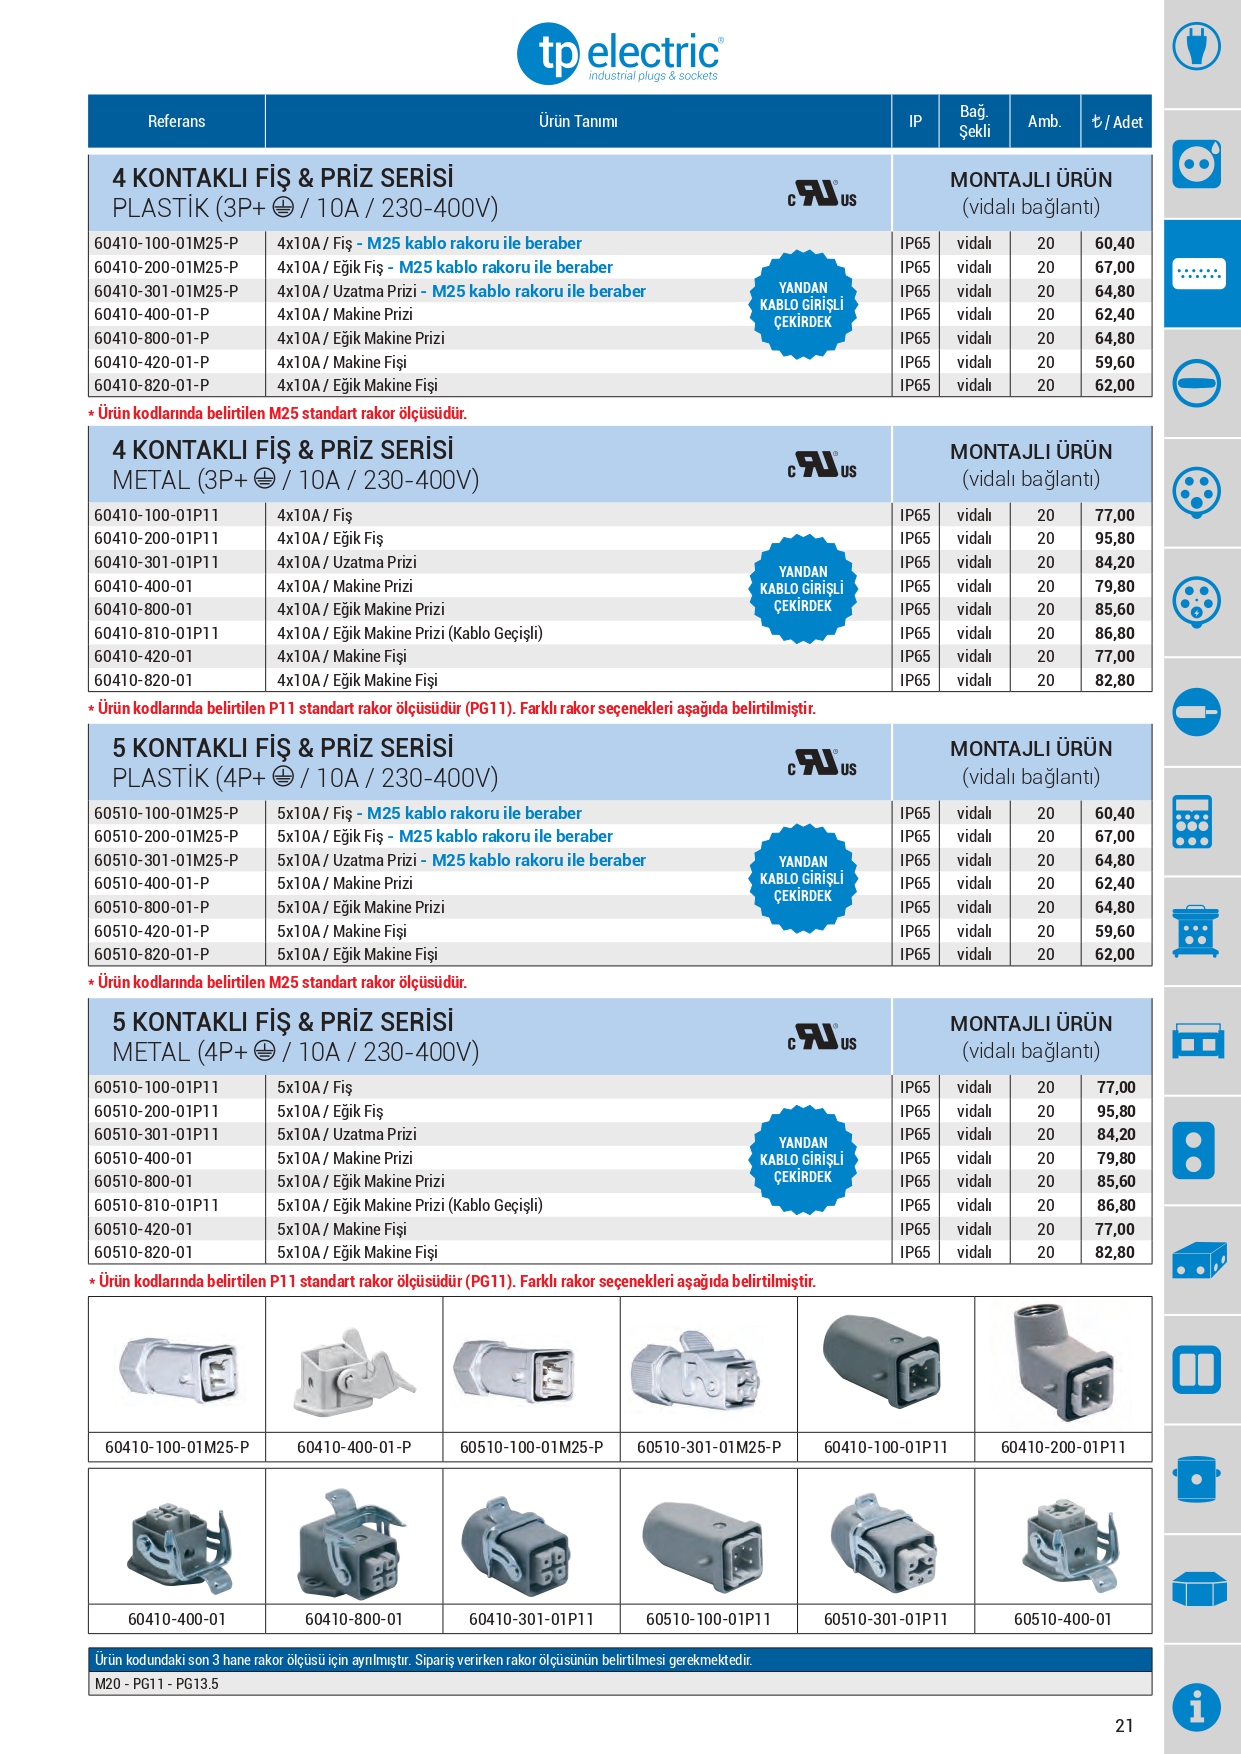 tp electric®
industrial plugs & sockets
Referans Ürün Tanımı IP Bağ. Şekli Amb. ₺ / Adet
4 KONTAKLI FİŞ & PRİZ SERİSİ MONTAJLI ÜRÜN
PLASTİK (3P+ / 10A / 230-400V) c RU US (vidalı bağlantı)
60410-100-01M25-P 4x10A / Fiş - M25 kablo rakoru ile beraber IP65 vidalı 20 60,40
60410-200-01M25-P 4x10A / Eğik Fiş - M25 kablo rakoru ile beraber IP65 vidalı 20 67,00
60410-301-01M25-P 4x10A / Uzatma Prizi - M25 kablo rakoru ile beraber IP65 vidalı 20 64,80
60410-400-01-P 4x10A / Makine Prizi IP65 vidalı 20 62,40
60410-800-01-P 4x10A / Eğik Makine Prizi IP65 vidalı 20 64,80
60410-420-01-P 4x10A / Makine Fişi IP65 vidalı 20 59,60
60410-820-01-P 4x10A / Eğik Makine Fişi IP65 vidalı 20 62,00
YANDAN
KABLO GİRİŞLİ
ÇEKİRDEK
* Ürün kodlarında belirtilen M25 standart rakor ölçüsüdür.
4 KONTAKLI FİŞ & PRİZ SERİSİ MONTAJLI ÜRÜN
METAL (3P+ / 10A / 230-400V) c RU US (vidalı bağlantı)
60410-100-01P11 4x10A / Fiş IP65 vidalı 20 77,00
60410-200-01P11 4x10A / Eğik Fiş IP65 vidalı 20 95,80
60410-301-01P11 4x10A / Uzatma Prizi IP65 vidalı 20 84,20
60410-400-01 4x10A / Makine Prizi IP65 vidalı 20 79,80
60410-800-01 4x10A / Eğik Makine Prizi IP65 vidalı 20 85,60
60410-810-01P11 4x10A / Eğik Makine Prizi (Kablo Geçişli) IP65 vidalı 20 86,80
60410-420-01 4x10A / Makine Fişi IP65 vidalı 20 77,00
60410-820-01 4x10A / Eğik Makine Fişi IP65 vidalı 20 82,80
YANDAN
KABLO GİRİŞLİ
ÇEKİRDEK
* Ürün kodlarında belirtilen P11 standart rakor ölçüsüdür (PG11). Farklı rakor seçenekleri aşağıda belirtilmiştir.
5 KONTAKLI FİŞ & PRİZ SERİSİ MONTAJLI ÜRÜN
PLASTİK (4P+ / 10A / 230-400V) c RU US (vidalı bağlantı)
60510-100-01M25-P 5x10A / Fiş - M25 kablo rakoru ile beraber IP65 vidalı 20 60,40
60510-200-01M25-P 5x10A / Eğik Fiş - M25 kablo rakoru ile beraber IP65 vidalı 20 67,00
60510-301-01M25-P 5x10A / Uzatma Prizi - M25 kablo rakoru ile beraber IP65 vidalı 20 64,80
60510-400-01-P 5x10A / Makine Prizi IP65 vidalı 20 62,40
60510-800-01-P 5x10A / Eğik Makine Prizi IP65 vidalı 20 64,80
60510-420-01-P 5x10A / Makine Fişi IP65 vidalı 20 59,60
60510-820-01-P 5x10A / Eğik Makine Fişi IP65 vidalı 20 62,00
YANDAN
KABLO GİRİŞLİ
ÇEKİRDEK
* Ürün kodlarında belirtilen M25 standart rakor ölçüsüdür.
5 KONTAKLI FİŞ & PRİZ SERİSİ MONTAJLI ÜRÜN
METAL (4P+ / 10A / 230-400V) c RU US (vidalı bağlantı)
60510-100-01P11 5x10A / Fiş IP65 vidalı 20 77,00
60510-200-01P11 5x10A / Eğik Fiş IP65 vidalı 20 95,80
60510-301-01P11 5x10A / Uzatma Prizi IP65 vidalı 20 84,20
60510-400-01 5x10A / Makine Prizi IP65 vidalı 20 79,80
60510-800-01 5x10A / Eğik Makine Prizi IP65 vidalı 20 85,60
60510-810-01P11 5x10A / Eğik Makine Prizi (Kablo Geçişli) IP65 vidalı 20 86,80
60510-420-01 5x10A / Makine Fişi IP65 vidalı 20 77,00
60510-820-01 5x10A / Eğik Makine Fişi IP65 vidalı 20 82,80
YANDAN
KABLO GİRİŞLİ
ÇEKİRDEK
* Ürün kodlarında belirtilen P11 standart rakor ölçüsüdür (PG11). Farklı rakor seçenekleri aşağıda belirtilmiştir.
60410-100-01M25-P 60410-400-01-P 60510-100-01M25-P 60510-301-01M25-P 60410-100-01P11 60410-200-01P11
60410-400-01 60410-800-01 60410-301-01P11 60510-100-01P11 60510-301-01P11 60510-400-01
Ürün kodundaki son 3 hane rakor ölçüsü için ayrılmıştır. Sipariş verirken rakor ölçüsünün belirtilmesi gerekmektedir.
M20 - PG11 - PG13.5
21